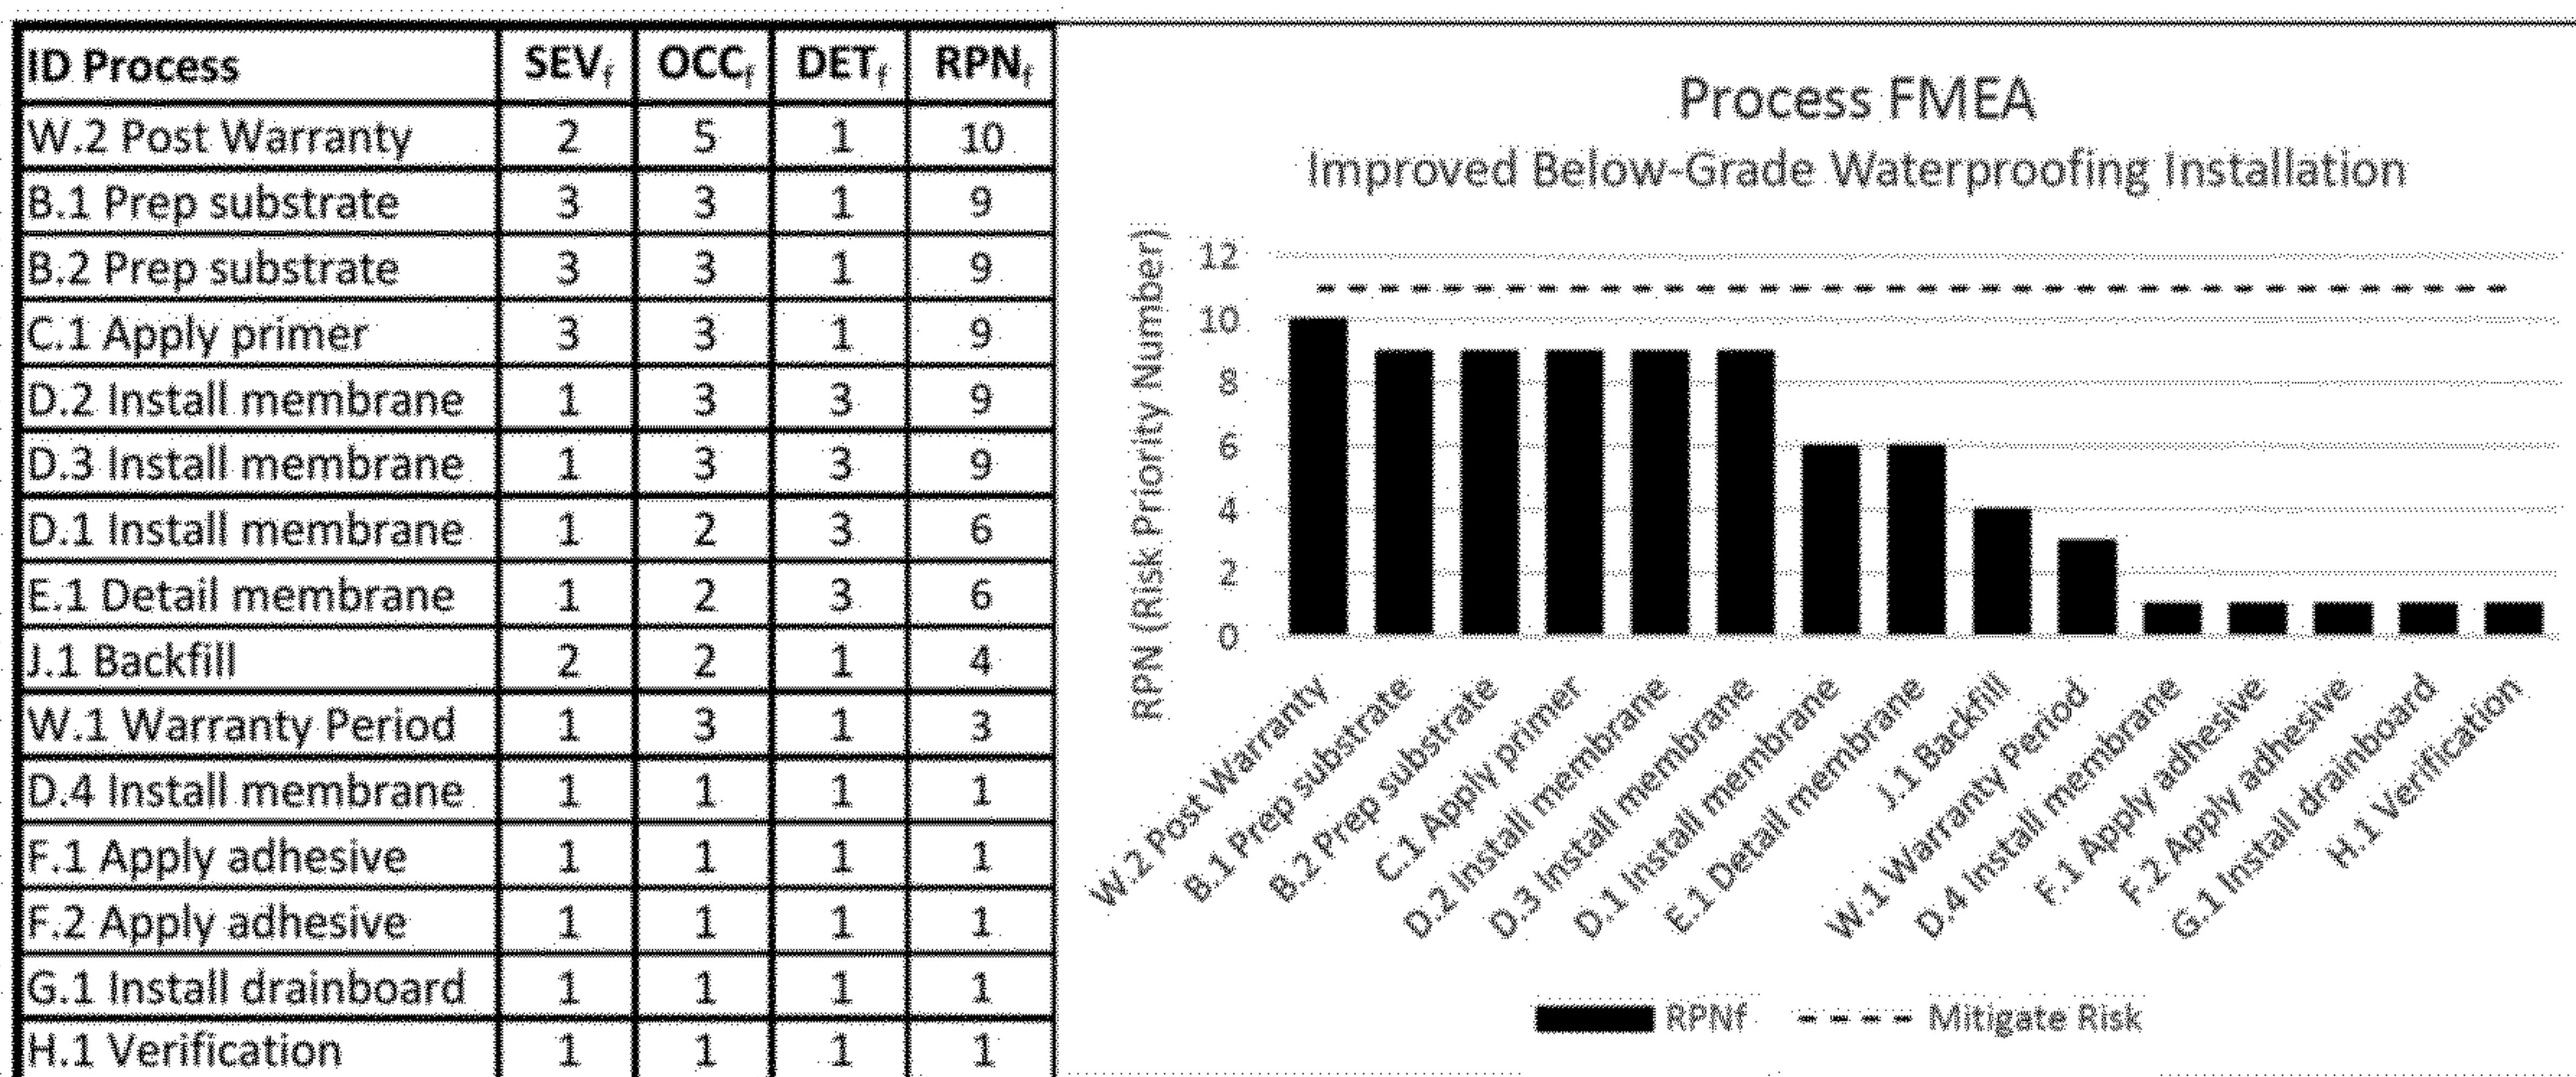 ID Process SEVf OCCf DETf RPNf
W.2 Post Warranty 2 5 1 10
B.1 Prep substrate 3 3 1 9
B.2 Prep substrate 3 3 1 9
C.1 Apply primer 3 3 1 9
D.2 Install membrane 1 3 3 9
D.3 Install membrane 1 3 3 9
D.1 Install membrane 1 2 3 6
E.1 Detail membrane 1 2 3 6
J.1 Backfill 2 2 1 4
W.1 Warranty Period 1 3 1 3
D.4 Install membrane 1 1 1 1
F.1 Apply adhesive 1 1 1 1
F.2 Apply adhesive 1 1 1 1
G.1 Install drainboard 1 1 1 1
H.1 Verification 1 1 1 1
Process FMEA
Improved Below-Grade Waterproofing Installation
RPN (Risk Priority Number)
12
10
8
6
4
2
0
W.2 Post Warranty
B.1 Prep substrate
B.2 Prep substrate
C.1 Apply primer
D.2 Install membrane
D.3 Install membrane
D.1 Install membrane
E.1 Detail membrane
J.1 Backfill
W.1 Warranty Period
D.4 Install membrane
F.1 Apply adhesive
F.2 Apply adhesive
G.1 Install drainboard
H.1 Verification
RPNf Mitigate Risk